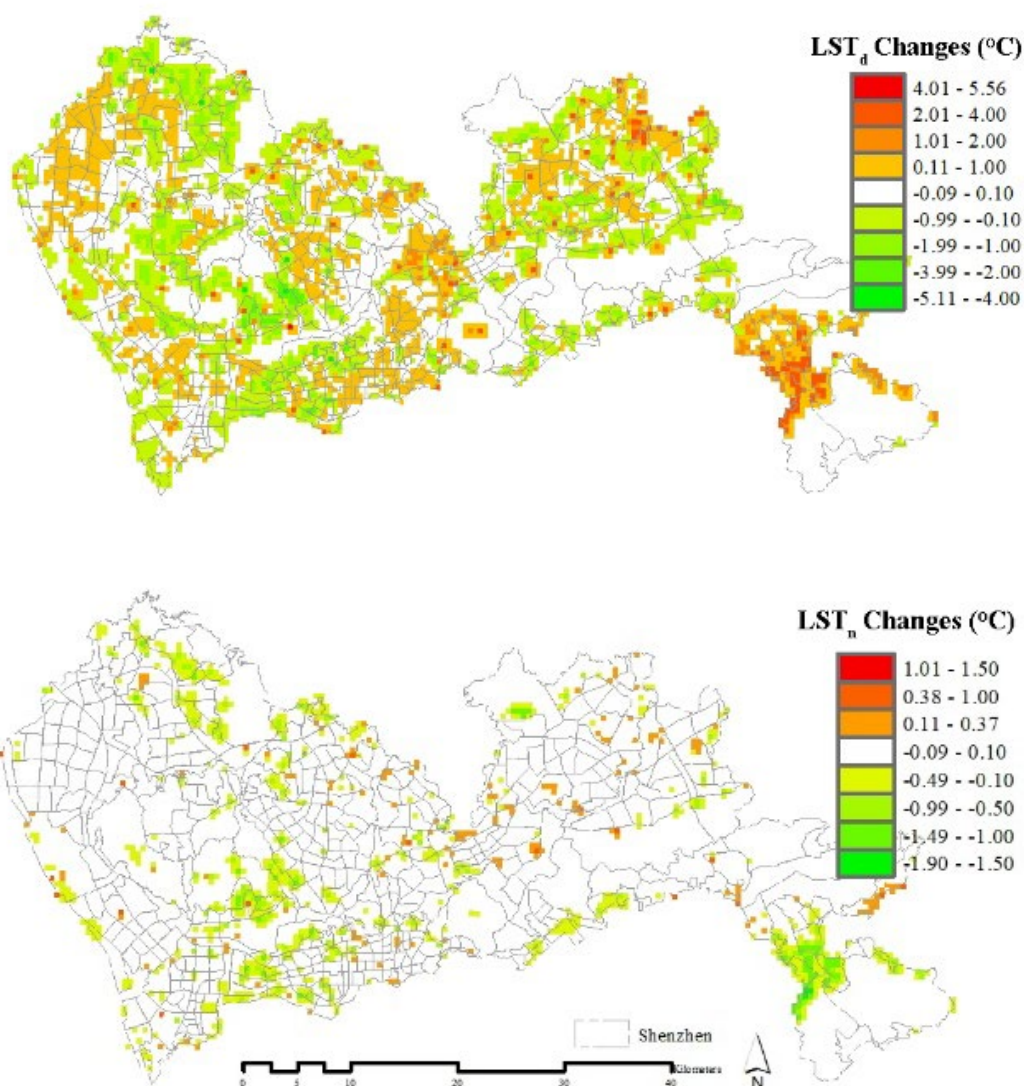 LSTd Changes (°C)
4.01 - 5.56
2.01 - 4.00
1.01 - 2.00
0.11 - 1.00
-0.09 - 0.10
-0.99 - -0.10
-1.99 - -1.00
-3.99 - -2.00
-5.11 - -4.00
LSTn Changes (°C)
1.01 - 1.50
0.38 - 1.00
0.11 - 0.37
-0.09 - 0.10
-0.49 - -0.10
-0.99 - -0.50
-1.49 - -1.00
-1.90 - -1.50
Shenzhen
Kilometers
0 5 10 20 30 40
N